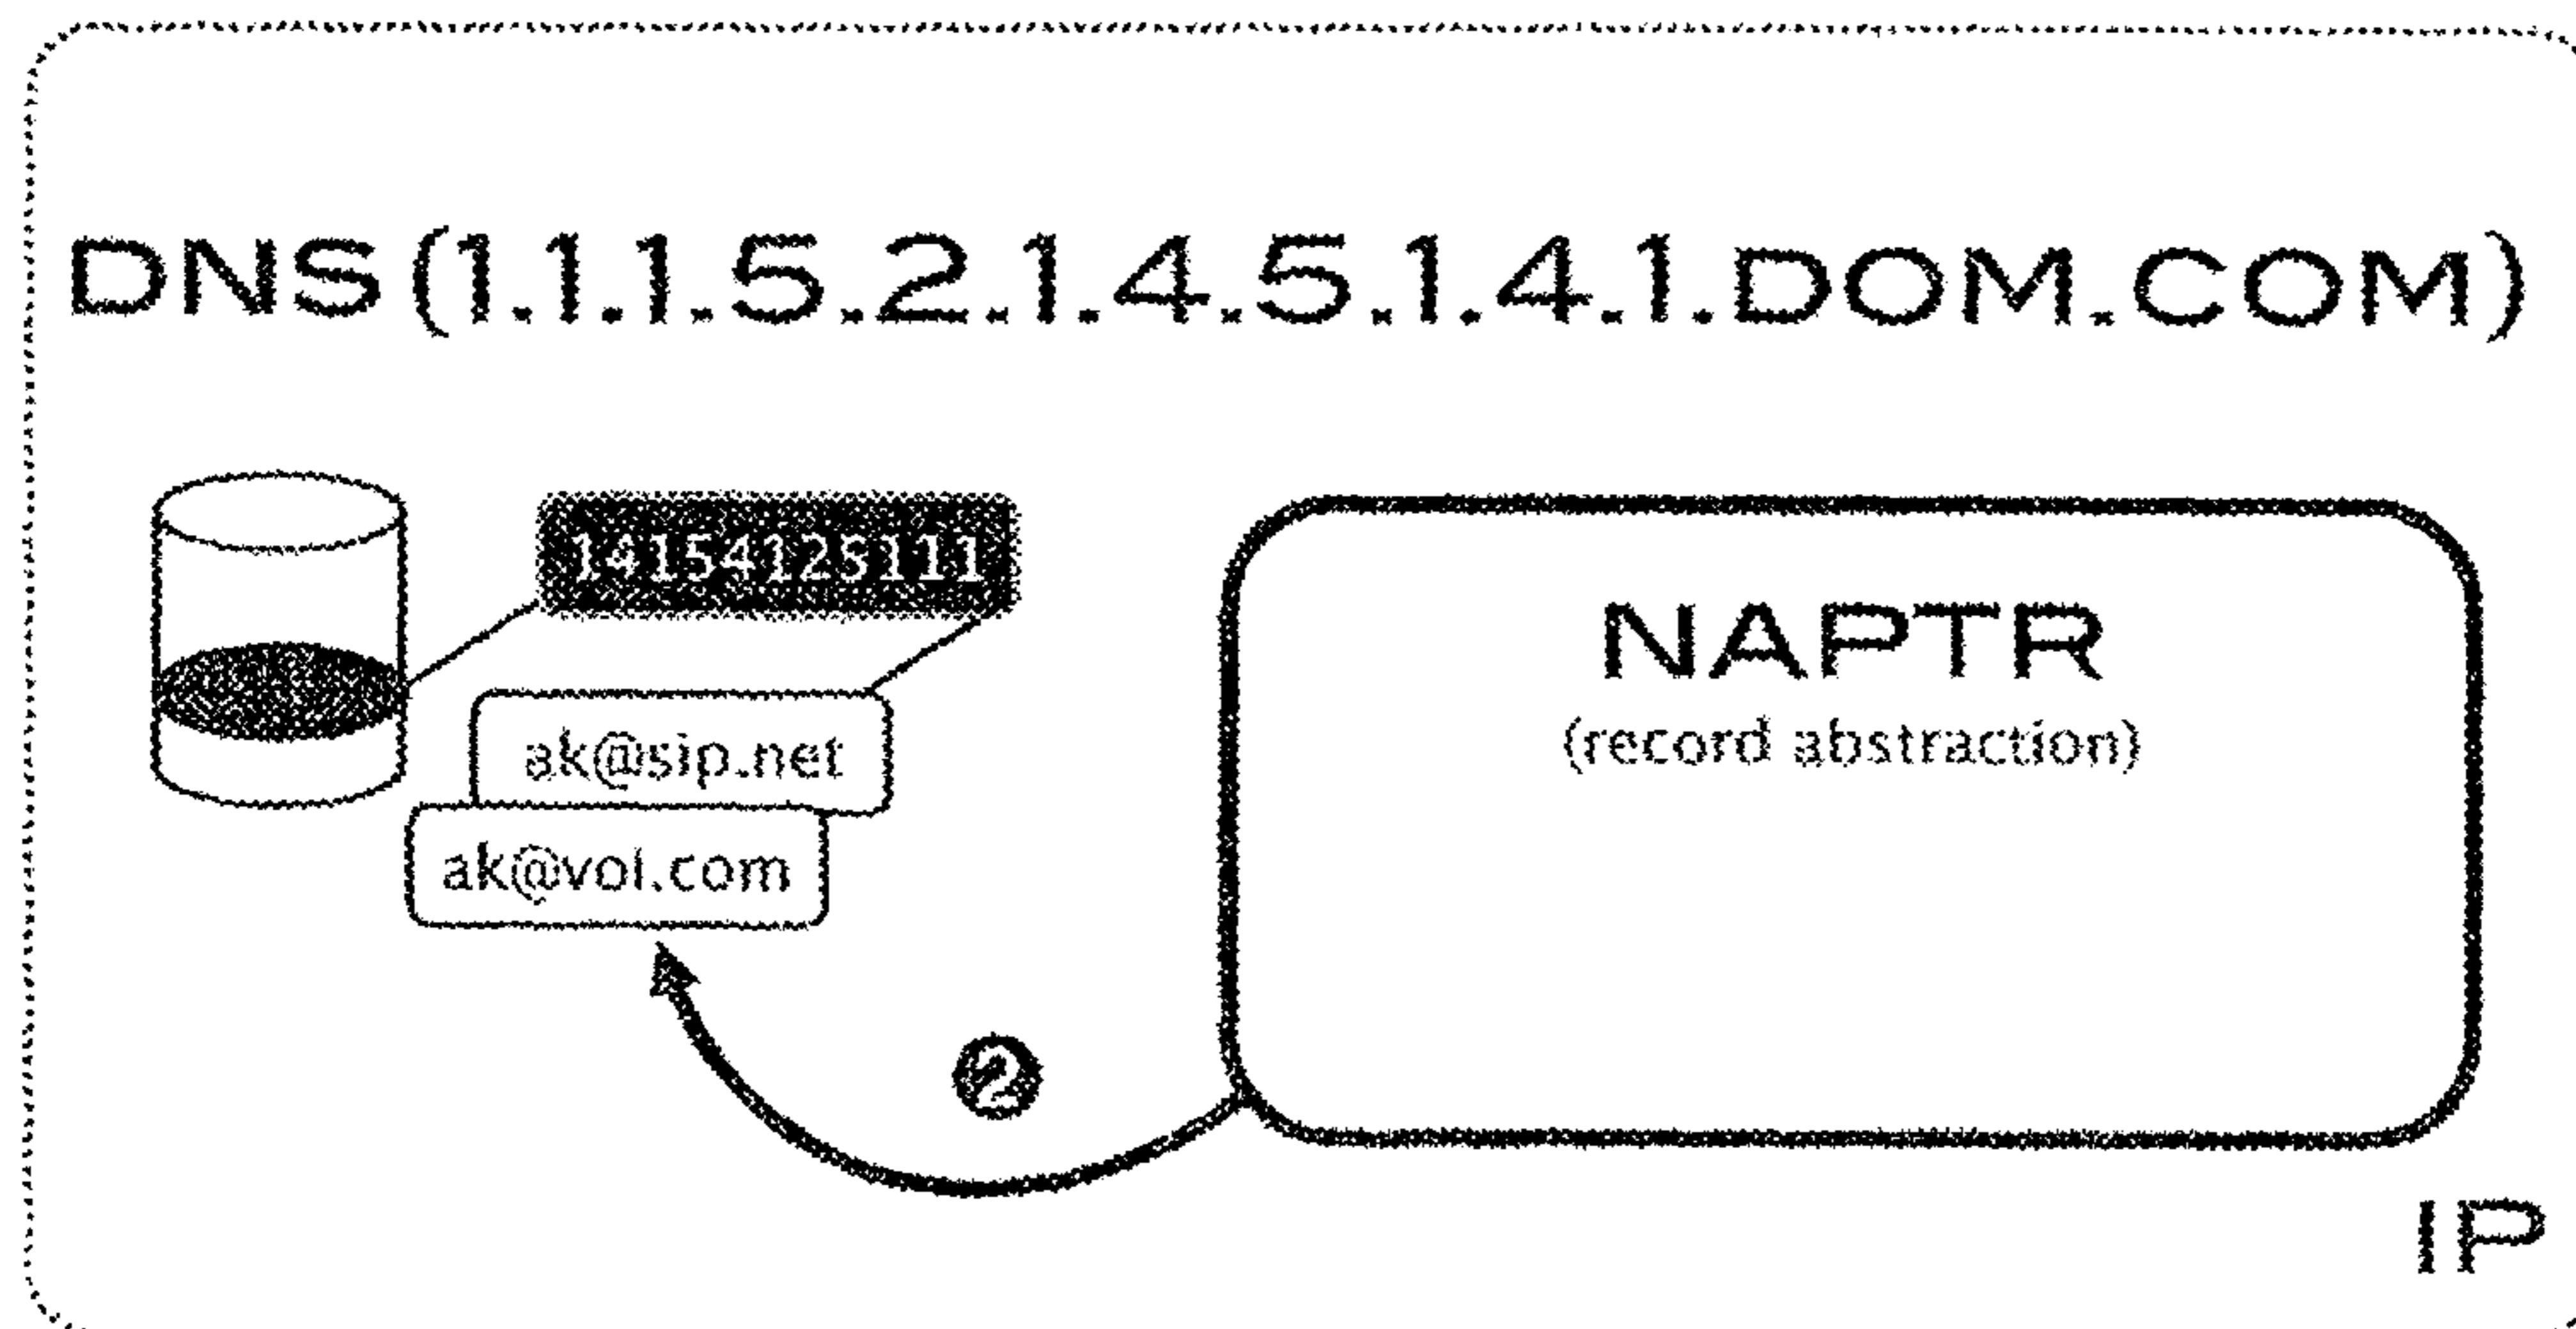 DNS(1.1.1.5.2.1.4.5.1.4.1.DOM.COM)
14154125111
NAPTR
(record abstraction)
ak@sip.net
ak@vol.com
2
IP